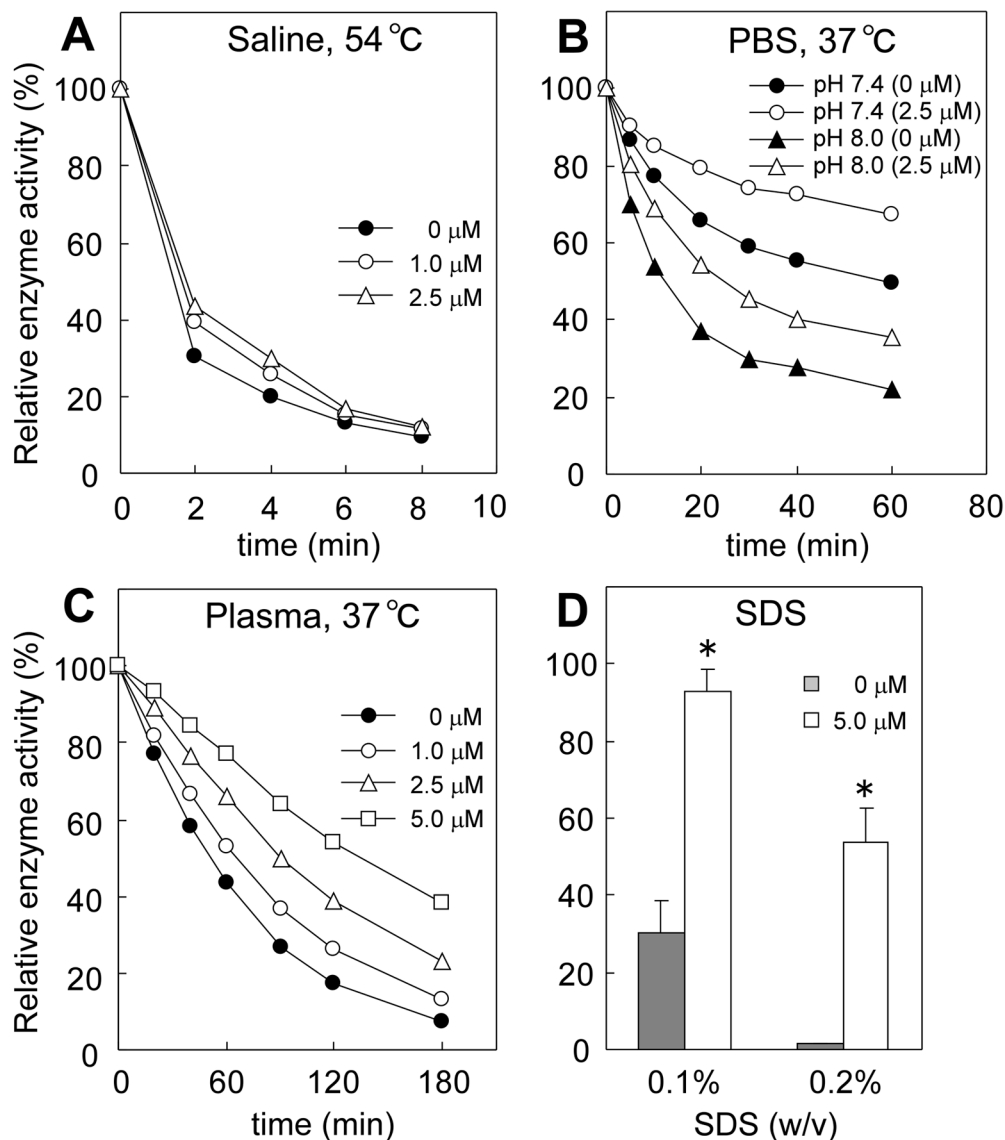 A
Saline, 54 °C
Relative enzyme activity (%)
100
80
60
40
20
0
0 μM
1.0 μM
2.5 μM
0 2 4 6 8 10
time (min)
B
PBS, 37 °C
100
80
60
40
20
0
pH 7.4 (0 μM)
pH 7.4 (2.5 μM)
pH 8.0 (0 μM)
pH 8.0 (2.5 μM)
0 20 40 60 80
time (min)
C
Plasma, 37 °C
Relative enzyme activity (%)
100
80
60
40
20
0
0 μM
1.0 μM
2.5 μM
5.0 μM
0 60 120 180
time (min)
D
SDS
100
80
60
40
20
0
*
*
0 μM
5.0 μM
0.1% 0.2%
SDS (w/v)